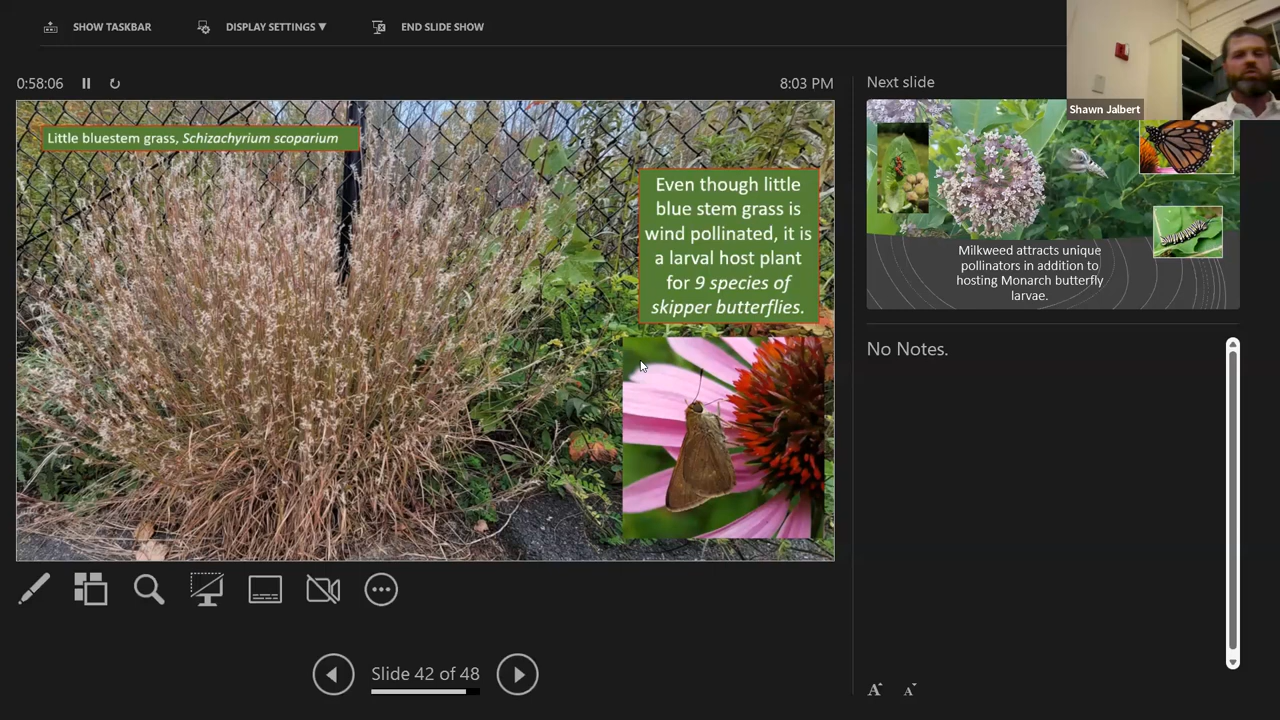 SHOW TASKBAR
DISPLAY SETTINGS ▼
END SLIDE SHOW
0:58:06
8:03 PM
Next slide
Shawn Jalbert
Little bluestem grass, Schizachyrium scoparium
Even though little
blue stem grass is
wind pollinated, it is
a larval host plant
for 9 species of
skipper butterflies.
Milkweed attracts unique
pollinators in addition to
hosting Monarch butterfly
larvae.
No Notes.
Slide 42 of 48
A A